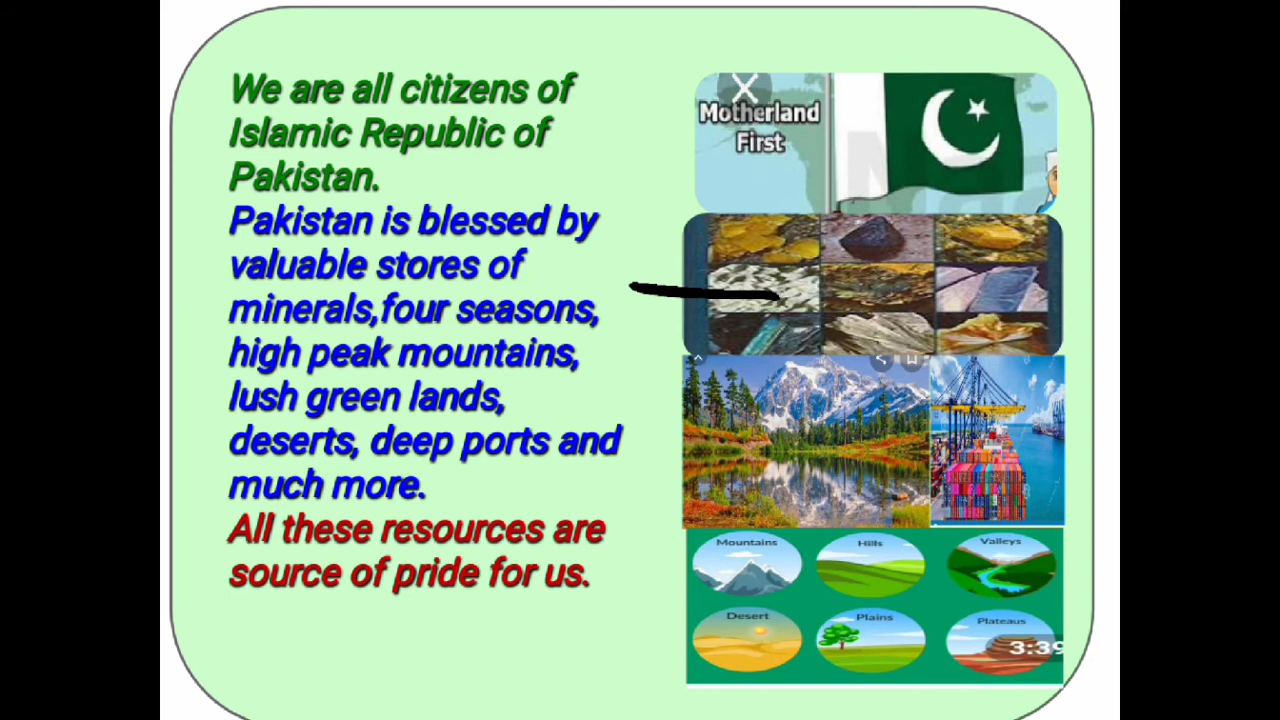 We are all citizens of
Islamic Republic of
Pakistan.
Pakistan is blessed by
valuable stores of
minerals,four seasons,
high peak mountains,
lush green lands,
deserts, deep ports and
much more.
All these resources are
source of pride for us.
Motherland
First
Mountains
Hills
Valleys
Desert
Plains
Plateaus
3:39